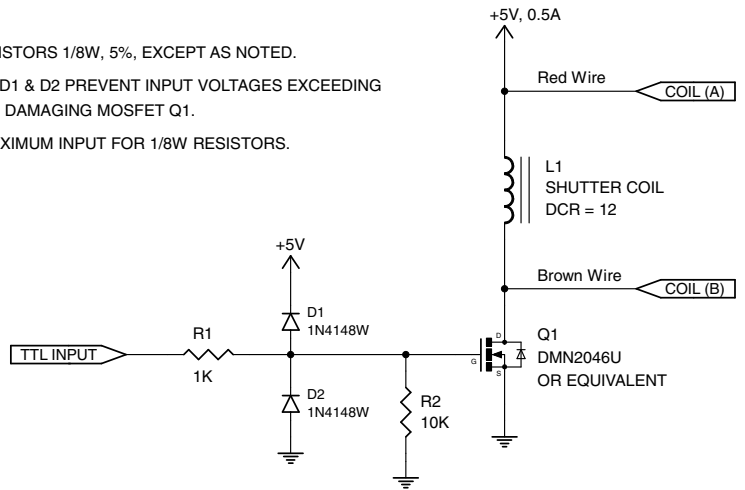 +5V, 0.5A
ISTORS 1/8W, 5%, EXCEPT AS NOTED.
D1 & D2 PREVENT INPUT VOLTAGES EXCEEDING
DAMAGING MOSFET Q1.
XIMUM INPUT FOR 1/8W RESISTORS.
Red Wire
COIL (A)
L1
SHUTTER COIL
DCR = 12
+5V
Brown Wire
COIL (B)
D1
1N4148W
TTL INPUT
R1
1K
D
G
S
Q1
DMN2046U
OR EQUIVALENT
D2
1N4148W
R2
10K